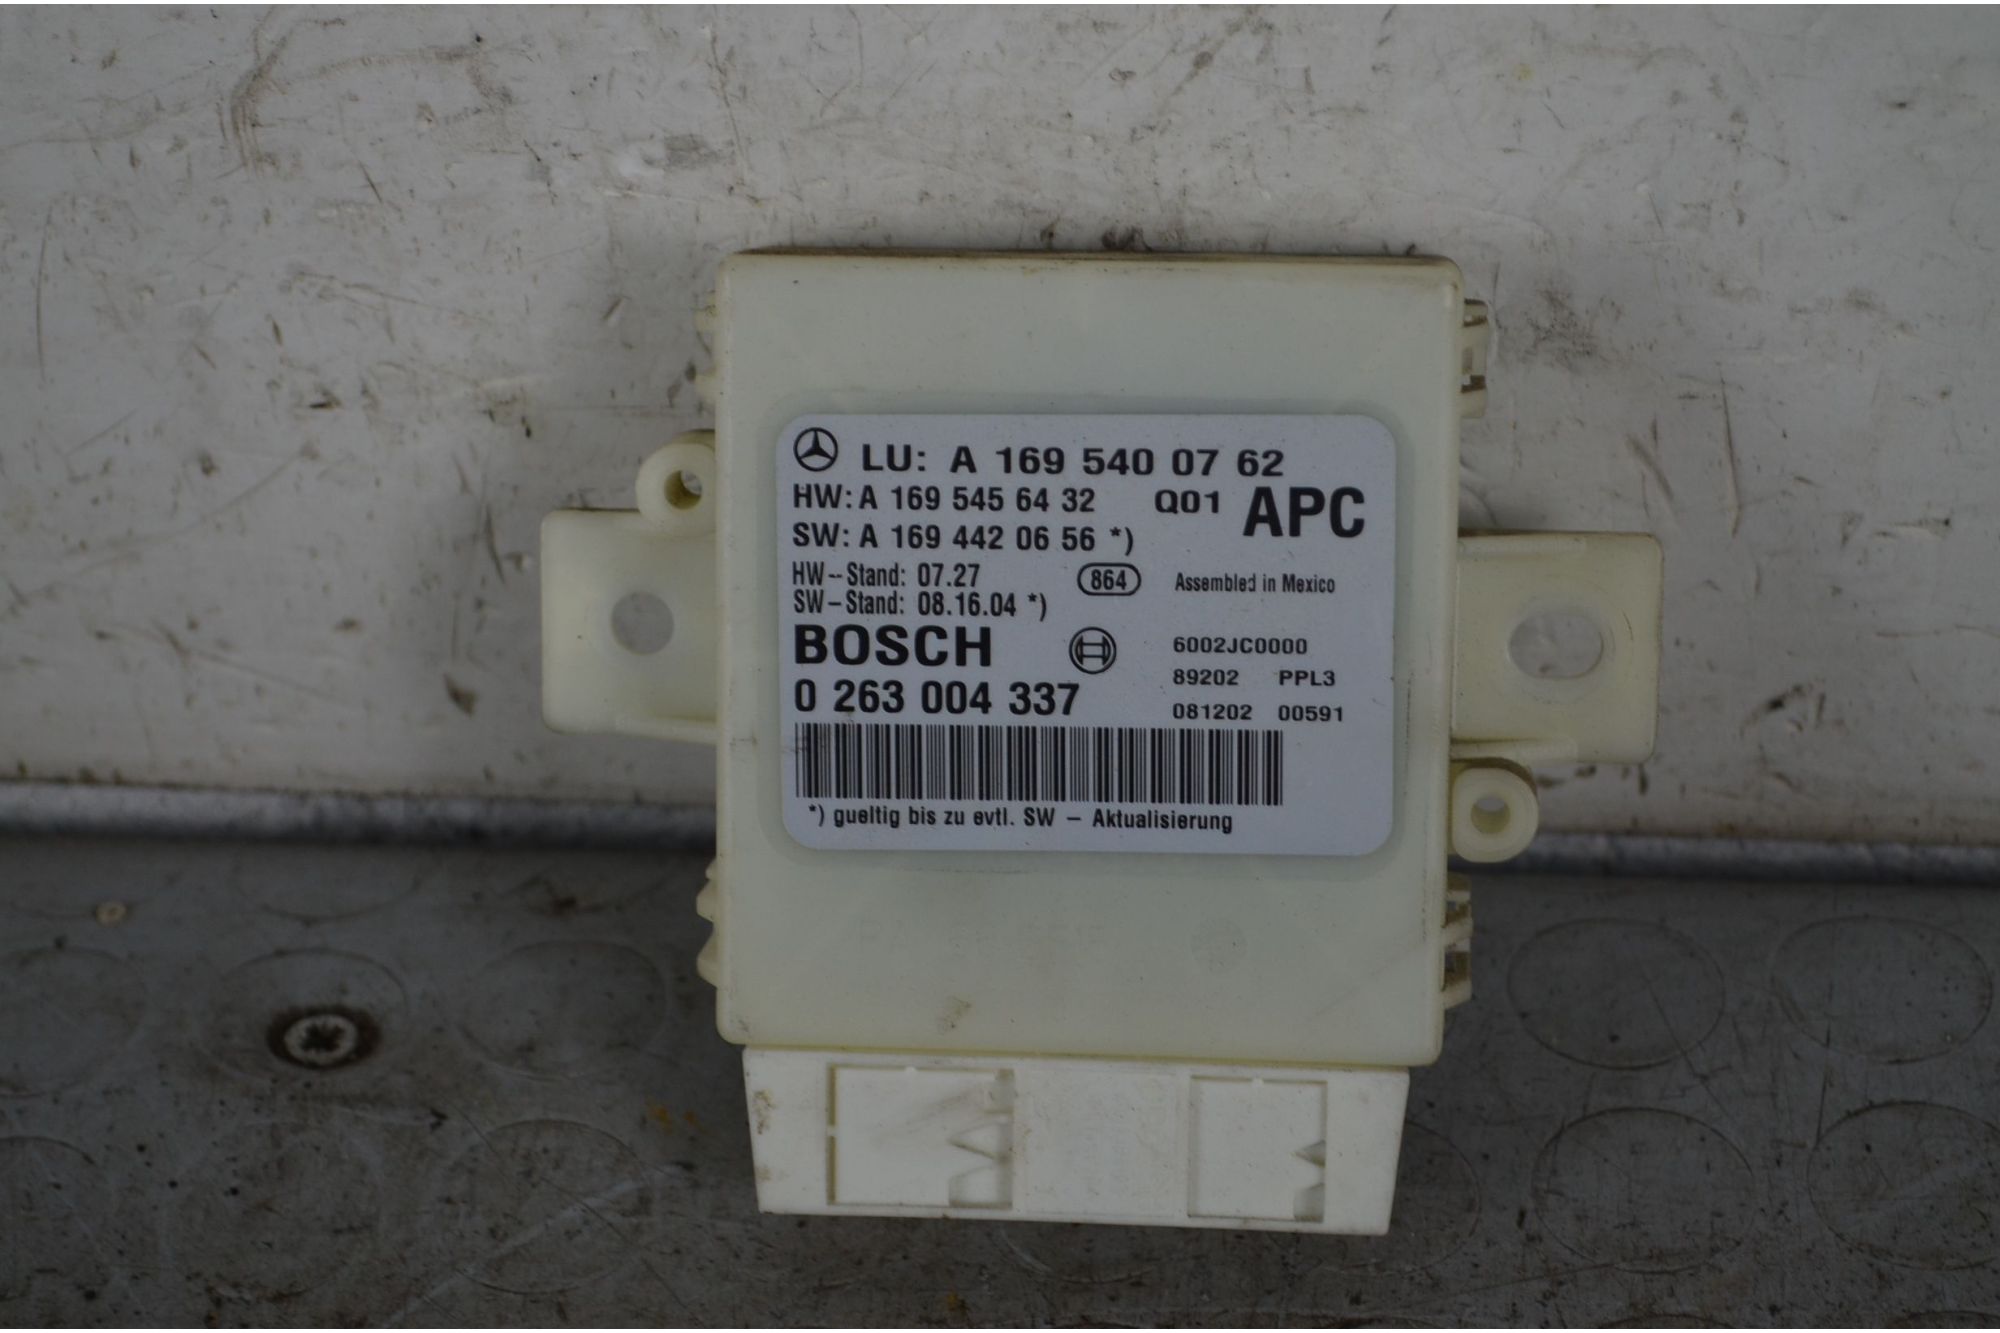 LU: A 169 540 07 62
HW: A 169 545 64 32 Q01 APC
SW: A 169 442 06 56 *)
HW-Stand: 07.27 864 Assembled in Mexico
SW-Stand: 08.16.04 *)
BOSCH 6002JC0000
89202 PPL3
0 263 004 337 081202 00591
*) gueltig bis zu evtl. SW - Aktualisierung